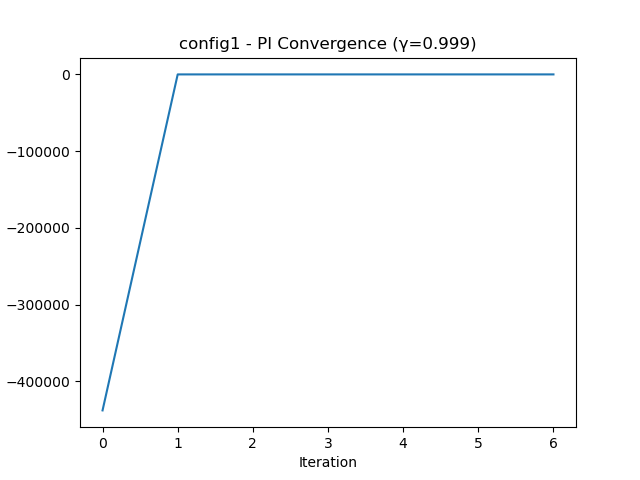 config1 - PI Convergence (γ=0.999)
0
−100000
−200000
−300000
−400000
0 1 2 3 4 5 6
Iteration